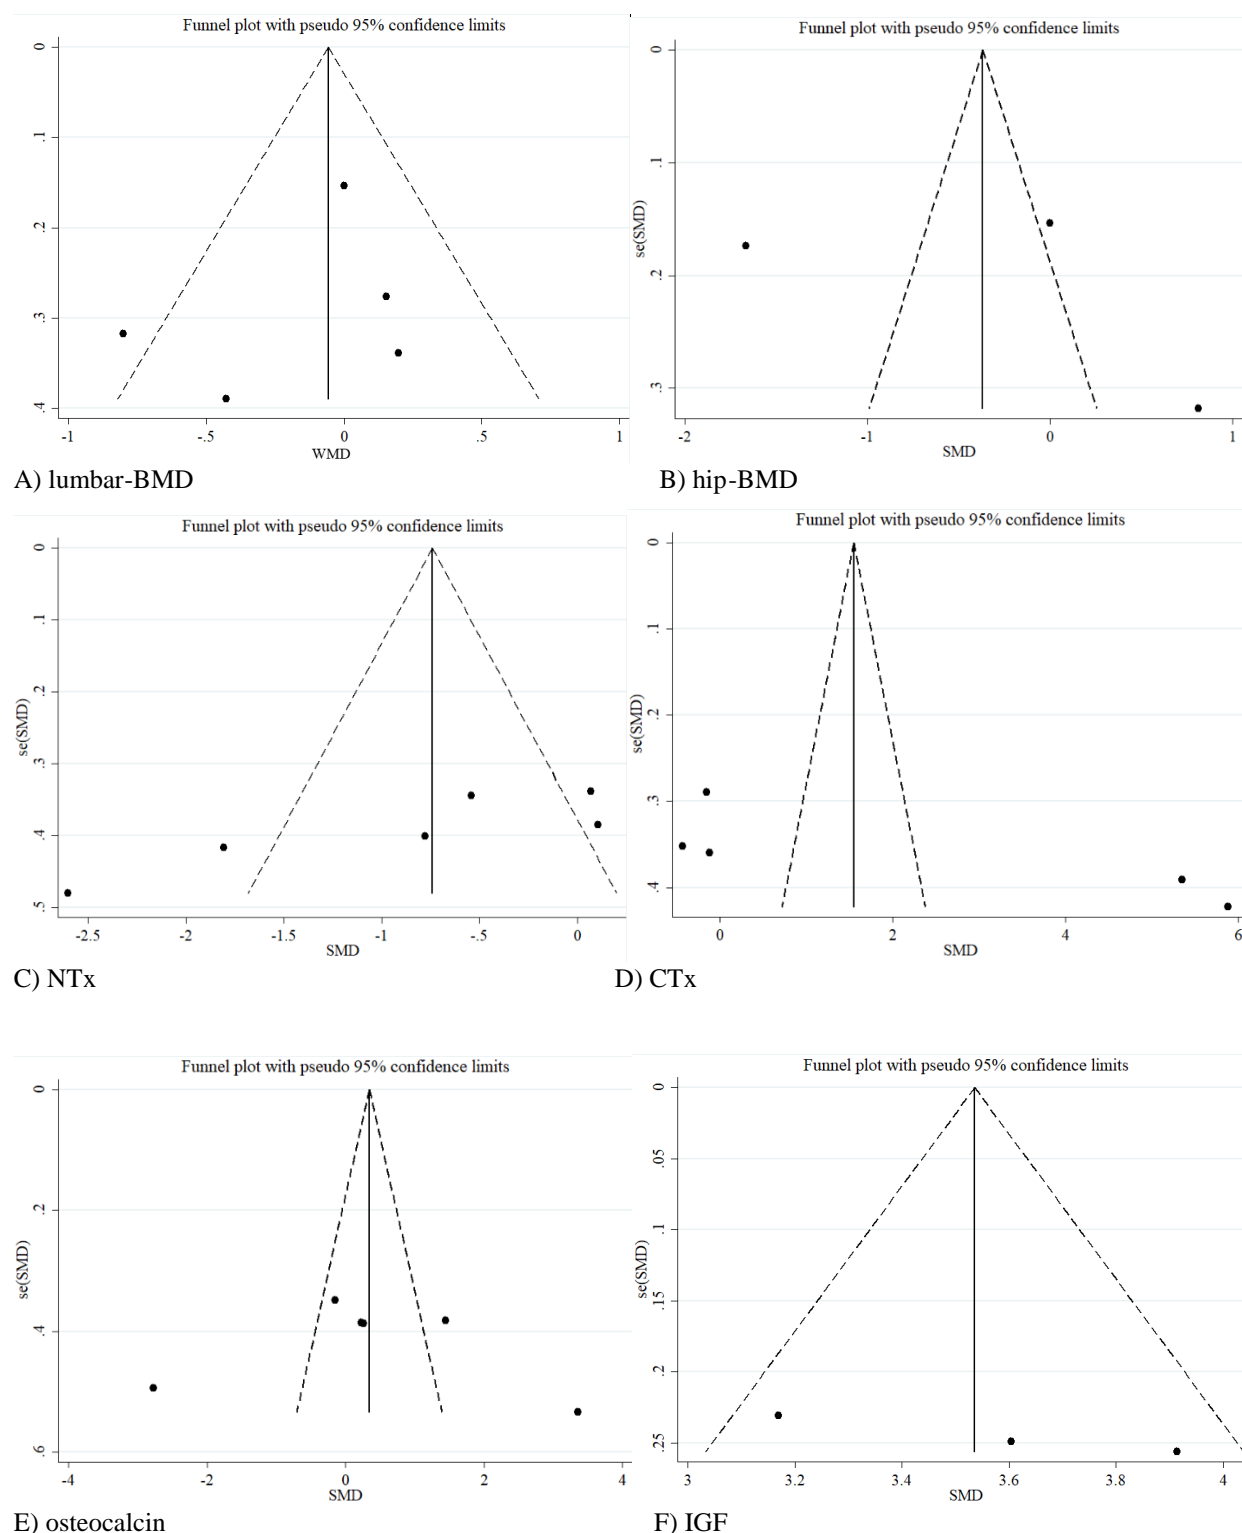 Funnel plot with pseudo 95% confidence limits
0
.1
.2
.3
.4
-1
-.5
0
.5
1
WMD
A) lumbar-BMD
Funnel plot with pseudo 95% confidence limits
se(SMD)
0
.1
.2
.3
-2
-1
0
1
SMD
B) hip-BMD
Funnel plot with pseudo 95% confidence limits
se(SMD)
0
.1
.2
.3
.4
.5
-2.5
-2
-1.5
-1
-.5
0
SMD
C) NTx
Funnel plot with pseudo 95% confidence limits
se(SMD)
0
.1
.2
.3
.4
0
2
4
6
SMD
D) CTx
Funnel plot with pseudo 95% confidence limits
se(SMD)
0
.2
.4
.6
-4
-2
0
2
4
SMD
E) osteocalcin
Funnel plot with pseudo 95% confidence limits
se(SMD)
0
.05
.1
.15
.2
.25
3
3.2
3.4
3.6
3.8
4
SMD
F) IGF